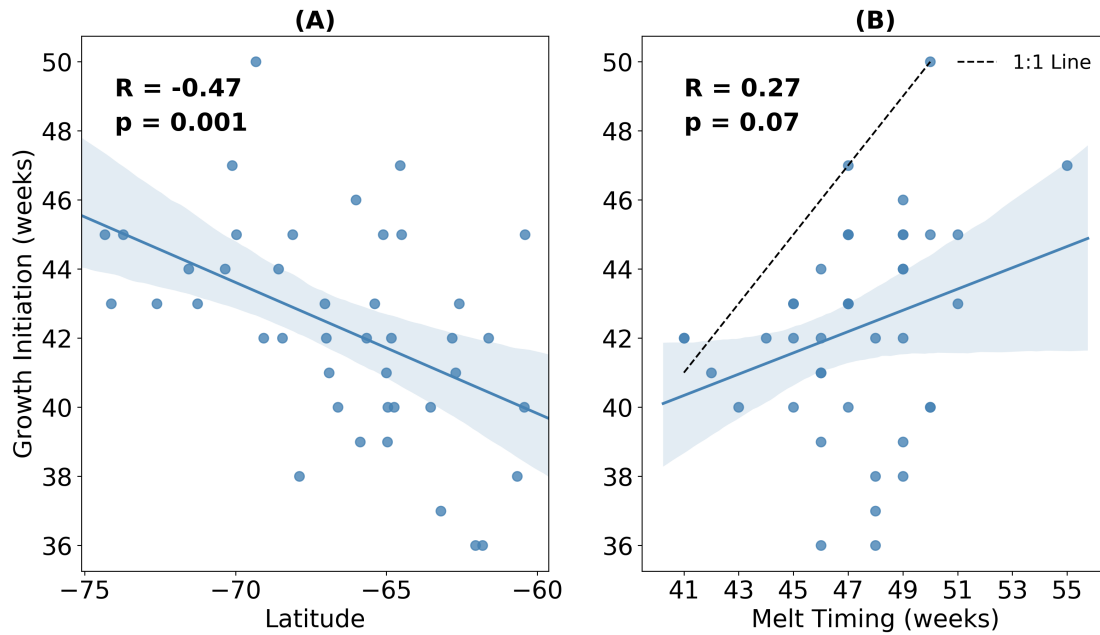 (A)
R = -0.47
p = 0.001
Growth Initiation (weeks)
50
48
46
44
42
40
38
36
−75
−70
−65
−60
Latitude
(B)
R = 0.27
p = 0.07
1:1 Line
50
48
46
44
42
40
38
36
41
43
45
47
49
51
53
55
Melt Timing (weeks)